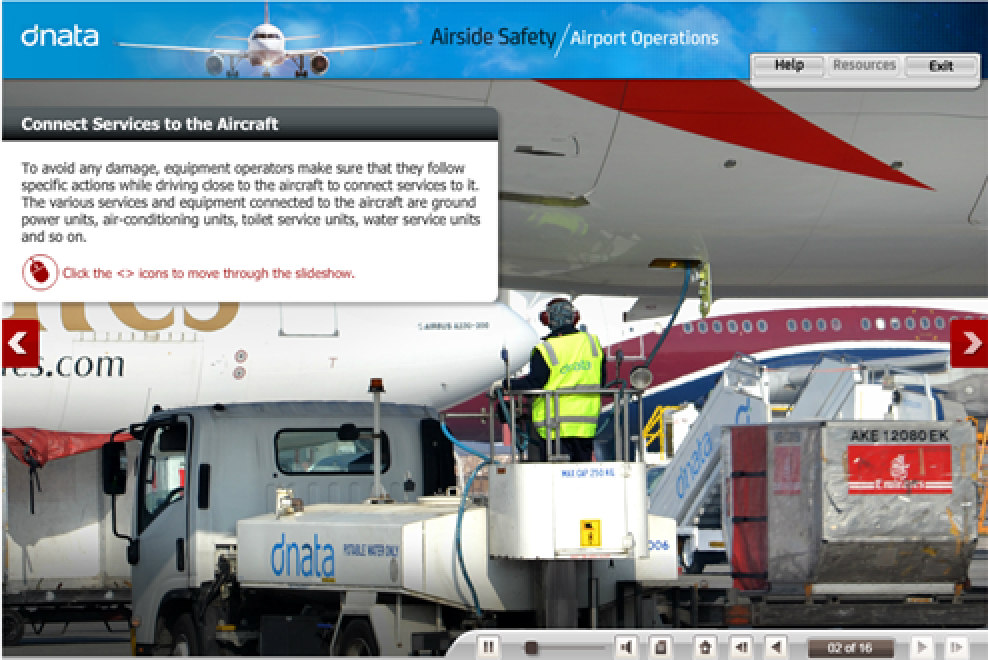 dnata
Airside Safety/Airport Operations
Help Resources Exit
Connect Services to the Aircraft
To avoid any damage, equipment operators make sure that they follow
specific actions while driving close to the aircraft to connect services to it.
The various services and equipment connected to the aircraft are ground
power units, air-conditioning units, toilet service units, water service units
and so on.
Click the <> icons to move through the slideshow.
AIRBUS A330-200
es.com
dnata
AKE 12080 EK
Emirates
MAX CAP 250 KG
dnata
dnata POTABLE WATER ONLY
006
02 of 16